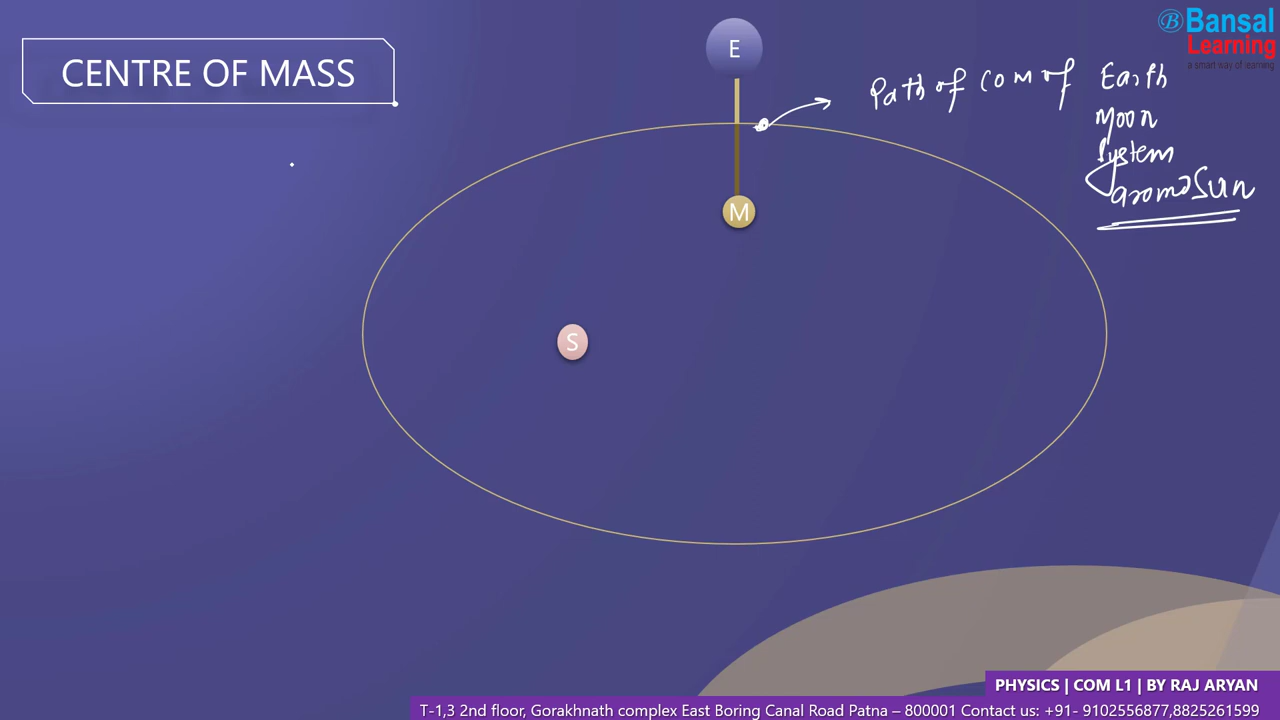 Bansal
Learning
a smart way of learning
CENTRE OF MASS
E
Path of COM of Earth
Moon
System
around Sun
M
S
PHYSICS | COM L1 | BY RAJ ARYAN
T-1,3 2nd floor, Gorakhnath complex East Boring Canal Road Patna – 800001 Contact us: +91- 9102556877,8825261599